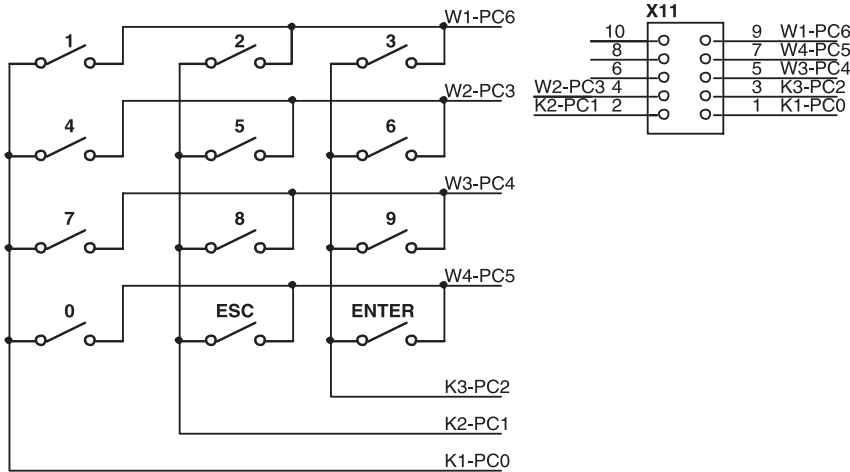 W1-PC6
1
2
3
W2-PC3
4
5
6
W3-PC4
7
8
9
W4-PC5
0
ESC
ENTER
K3-PC2
K2-PC1
K1-PC0
X11
10
9 W1-PC6
8
7 W4-PC5
6
5 W3-PC4
W2-PC3 4
3 K3-PC2
K2-PC1 2
1 K1-PC0